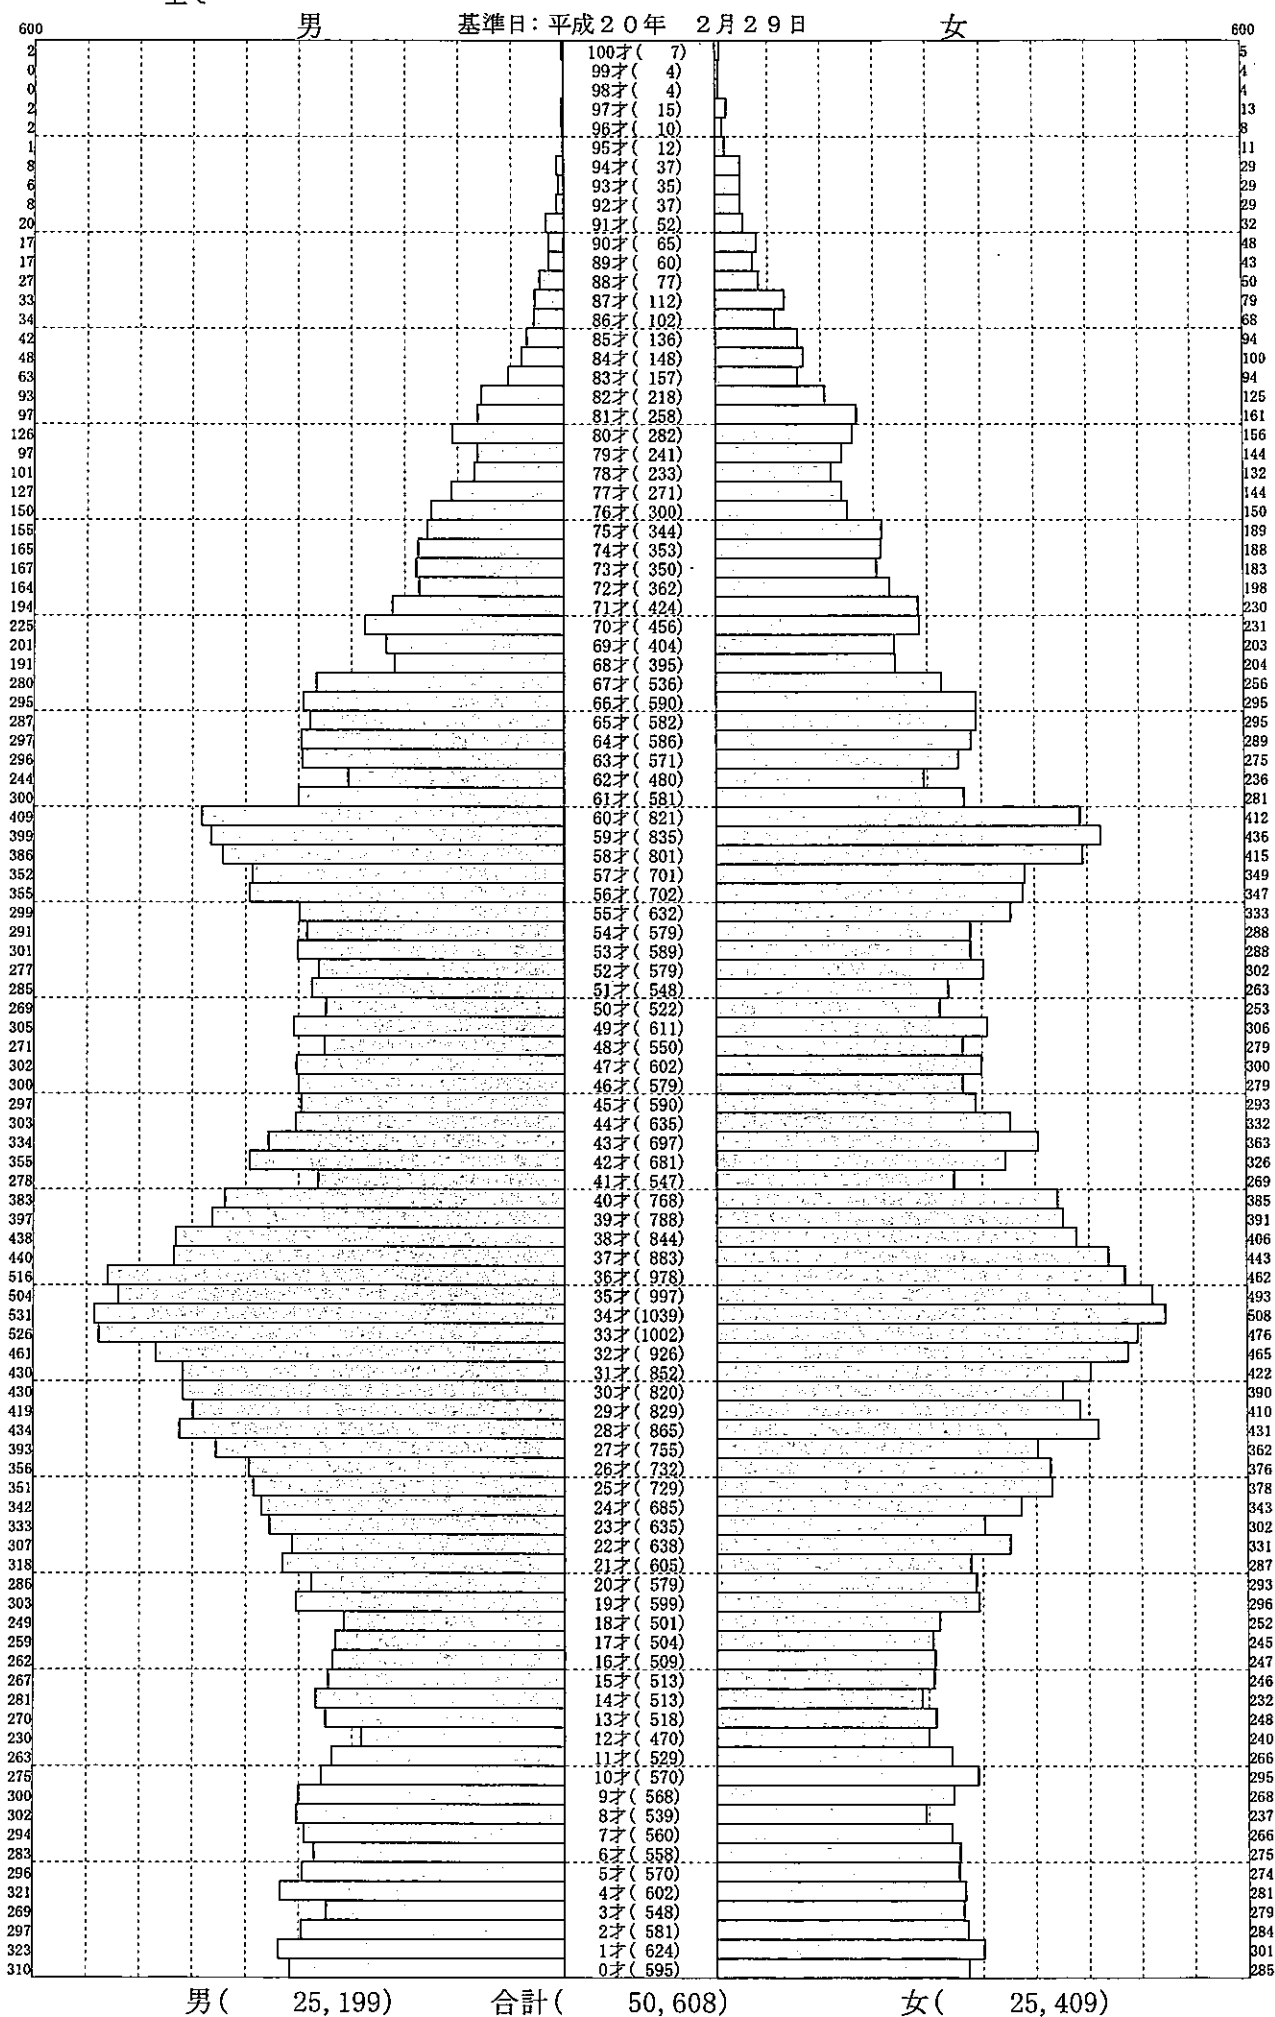 男 基準日:平成20年 2月29日 女
600 600
2 100才( 7) 5
0 99才( 4) 4
0 98才( 4) 4
2 97才( 15) 13
2 96才( 10) 8
1 95才( 12) 11
8 94才( 37) 29
6 93才( 35) 29
8 92才( 37) 29
20 91才( 52) 32
17 90才( 65) 48
17 89才( 60) 43
27 88才( 77) 50
33 87才( 112) 79
34 86才( 102) 68
42 85才( 136) 94
48 84才( 148) 100
63 83才( 157) 94
93 82才( 218) 125
97 81才( 258) 161
126 80才( 282) 156
97 79才( 241) 144
101 78才( 233) 132
127 77才( 271) 144
150 76才( 300) 150
155 75才( 344) 189
165 74才( 353) 188
167 73才( 350) 183
164 72才( 362) 198
194 71才( 424) 230
225 70才( 456) 231
201 69才( 404) 203
191 68才( 395) 204
280 67才( 536) 256
295 66才( 590) 295
287 65才( 582) 295
297 64才( 586) 289
296 63才( 571) 275
244 62才( 480) 236
300 61才( 581) 281
409 60才( 821) 412
399 59才( 835) 436
386 58才( 801) 415
352 57才( 701) 349
355 56才( 702) 347
299 55才( 632) 333
291 54才( 579) 288
301 53才( 589) 288
277 52才( 579) 302
285 51才( 548) 263
269 50才( 522) 253
305 49才( 611) 306
271 48才( 550) 279
302 47才( 602) 300
300 46才( 579) 279
297 45才( 590) 293
303 44才( 635) 332
334 43才( 697) 363
355 42才( 681) 326
278 41才( 547) 269
383 40才( 768) 385
397 39才( 788) 391
438 38才( 844) 406
440 37才( 883) 443
516 36才( 978) 462
504 35才( 997) 493
531 34才(1039) 508
526 33才(1002) 476
461 32才( 926) 465
430 31才( 852) 422
430 30才( 820) 390
419 29才( 829) 410
434 28才( 865) 431
393 27才( 755) 362
356 26才( 732) 376
351 25才( 729) 378
342 24才( 685) 343
333 23才( 635) 302
307 22才( 638) 331
318 21才( 605) 287
286 20才( 579) 293
303 19才( 599) 296
249 18才( 501) 252
259 17才( 504) 245
262 16才( 509) 247
267 15才( 513) 246
281 14才( 513) 232
270 13才( 518) 248
230 12才( 470) 240
263 11才( 529) 266
275 10才( 570) 295
300 9才( 568) 268
302 8才( 539) 237
294 7才( 560) 266
283 6才( 558) 275
296 5才( 570) 274
321 4才( 602) 281
269 3才( 548) 279
297 2才( 581) 284
323 1才( 624) 301
310 0才( 595) 285
男( 25,199) 合計( 50,608) 女( 25,409)